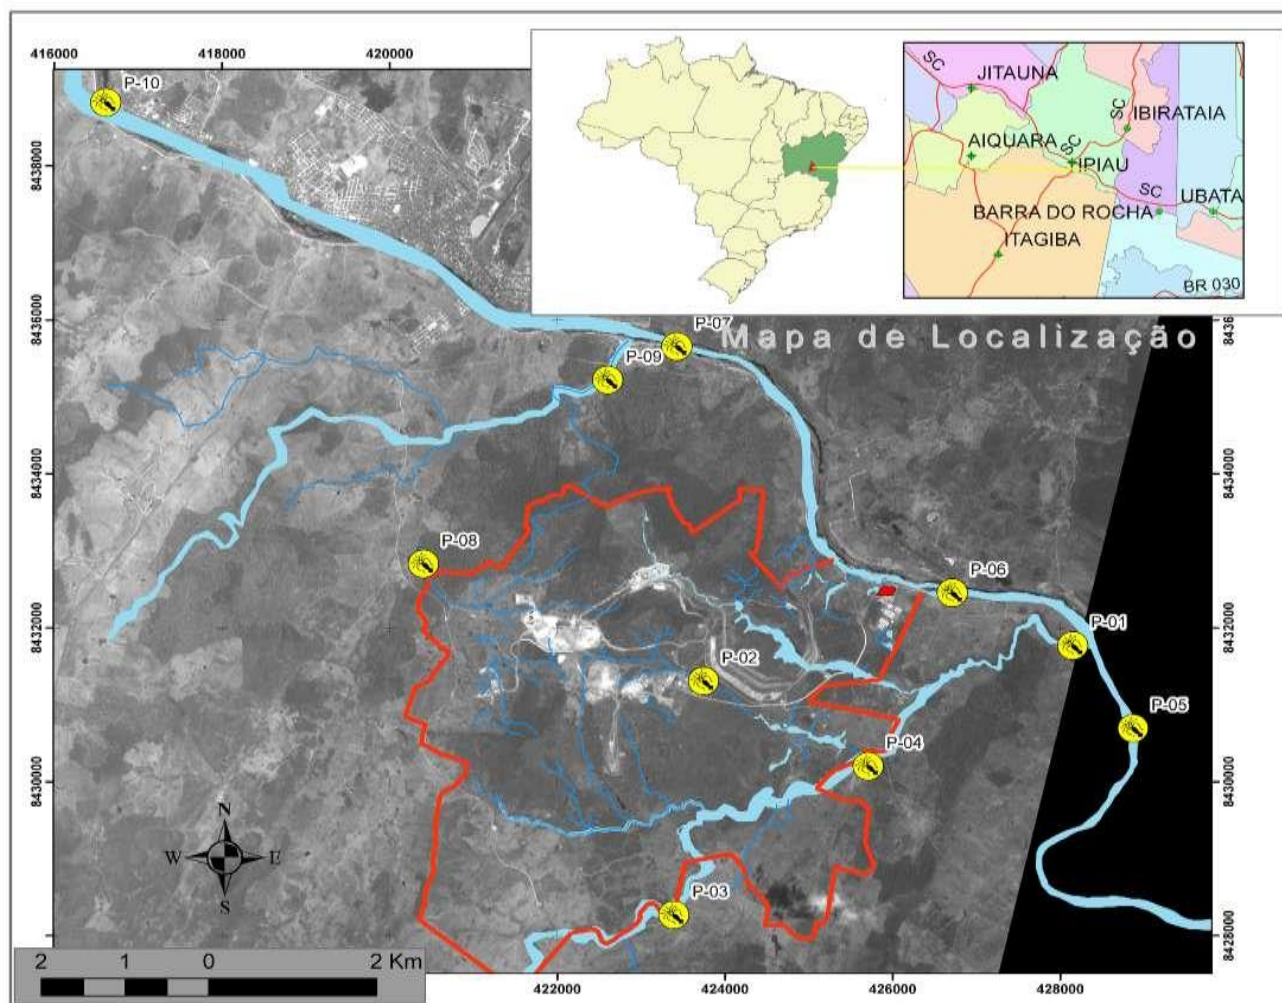 416000
418000
420000
P-10
JITAUNA
SC
SC
IBIRATAIA
AIQUARA
SC
IPIAU
SC
UBATA
BARRA DO ROCHA
ITAGIBA
BR 030
8438000
8436000
P-07
Mapa de Localização
P-09
8434000
8434000
P-08
P-06
8432000
8432000
P-01
P-02
P-05
P-04
8430000
8430000
N
W
E
S
P-03
8428000
2
1
0
2 Km
422000
424000
426000
428000